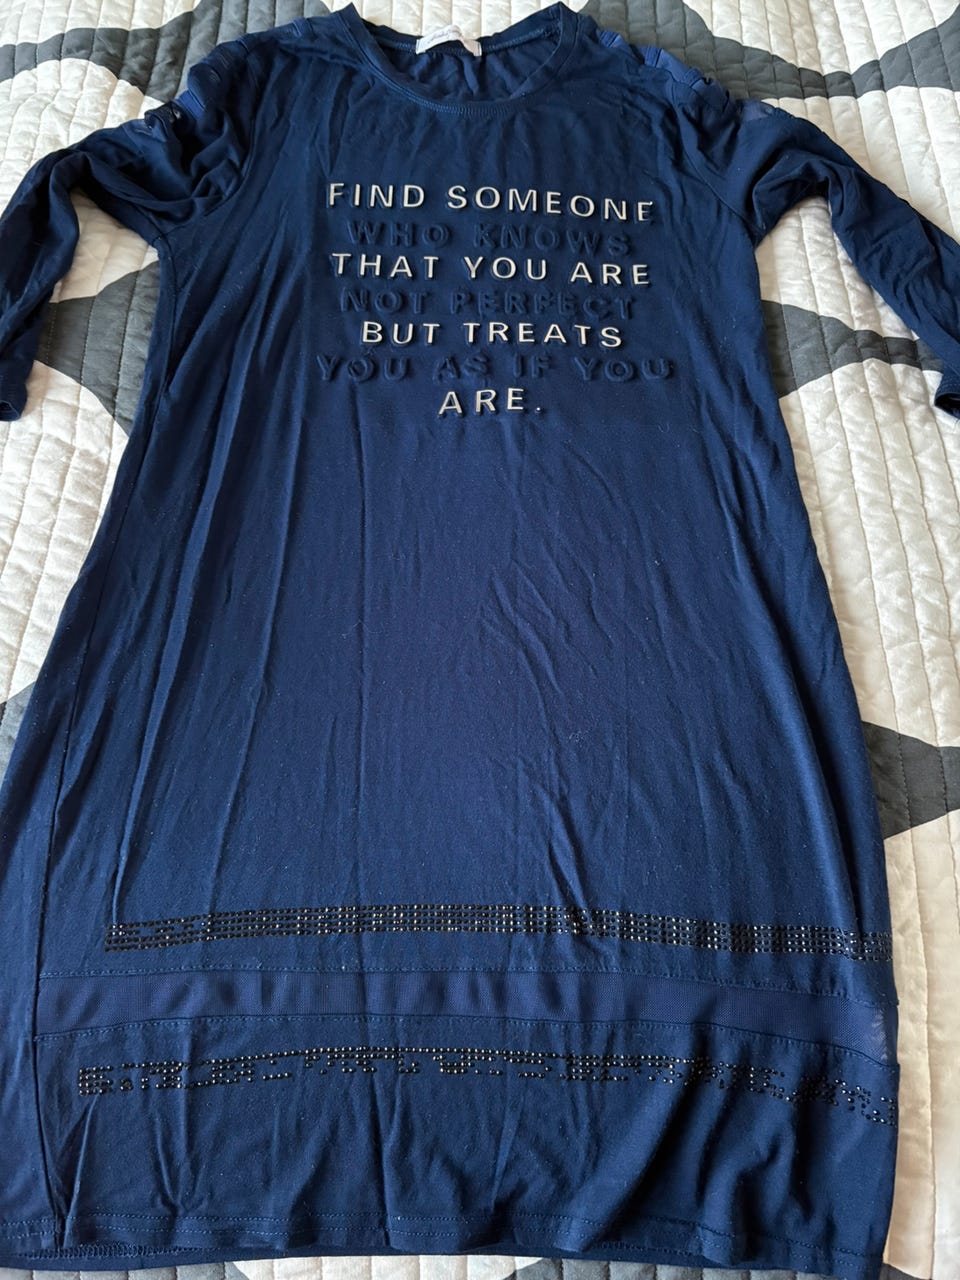 FIND SOMEONE
WHO KNOWS
THAT YOU ARE
NOT PERFECT
BUT TREATS
YOU AS IF YOU
ARE.